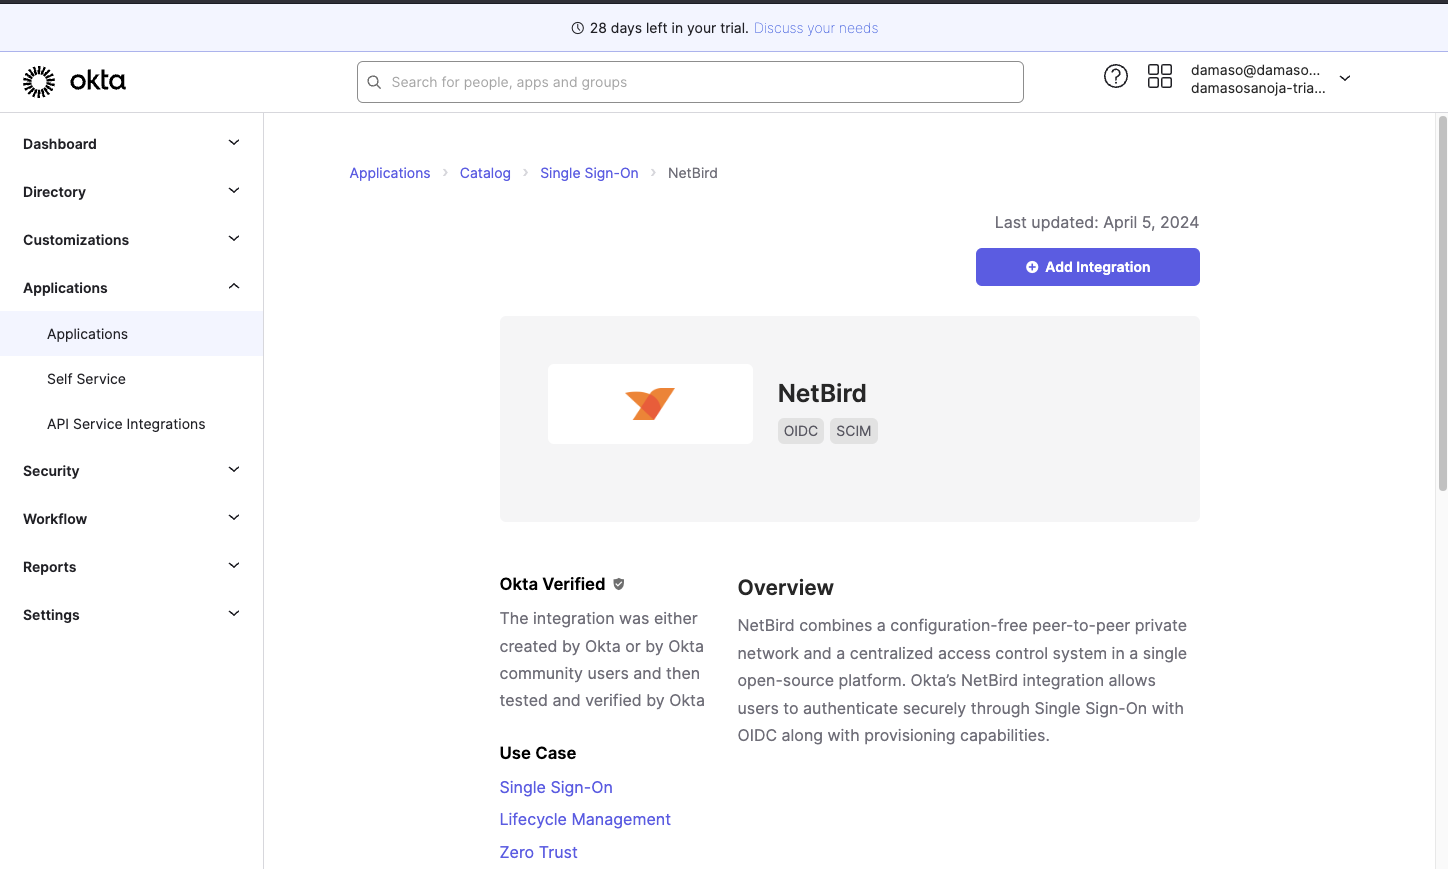 28 days left in your trial. Discuss your needs
okta
Search for people, apps and groups
damaso@damaso...
damasosanoja-tria...
Dashboard
Directory
Customizations
Applications
Applications
Self Service
API Service Integrations
Security
Workflow
Reports
Settings
Applications > Catalog > Single Sign-On > NetBird
Last updated: April 5, 2024
Add Integration
NetBird
OIDC SCIM
Okta Verified
The integration was either
created by Okta or by Okta
community users and then
tested and verified by Okta
Use Case
Single Sign-On
Lifecycle Management
Zero Trust
Overview
NetBird combines a configuration-free peer-to-peer private
network and a centralized access control system in a single
open-source platform. Okta’s NetBird integration allows
users to authenticate securely through Single Sign-On with
OIDC along with provisioning capabilities.